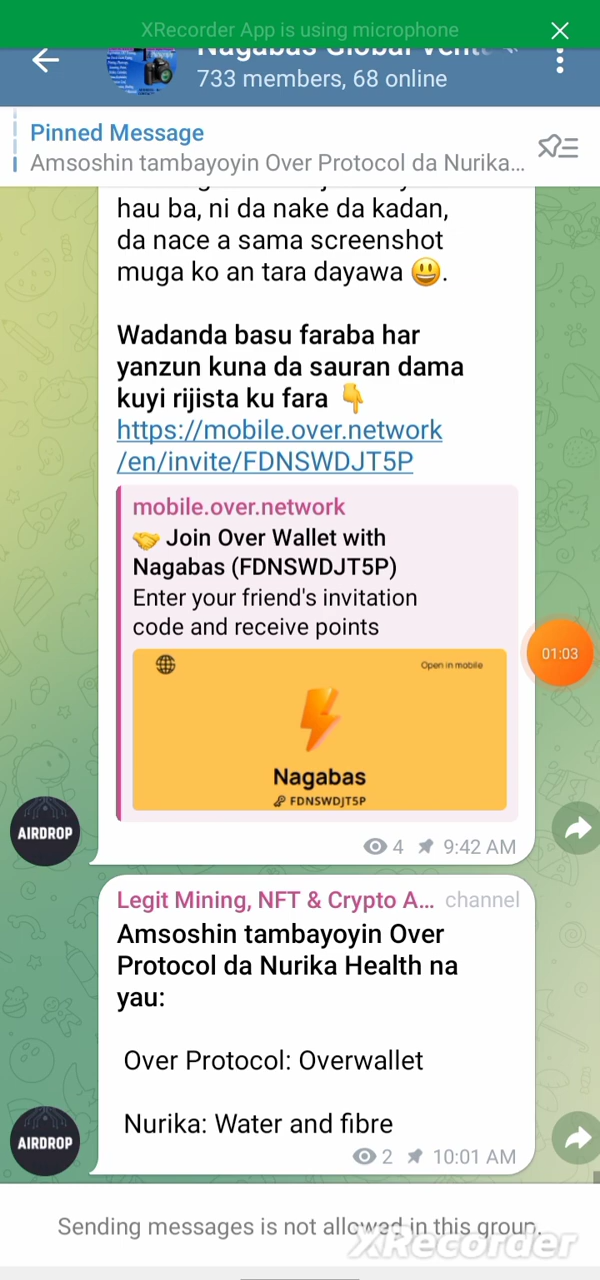 XRecorder App is using microphone
Nagabas Global Vent...
733 members, 68 online
Pinned Message
Amsoshin tambayoyin Over Protocol da Nurika...
hau ba, ni da nake da kadan,
da nace a sama screenshot
muga ko an tara dayawa 😃.
Wadanda basu faraba har
yanzun kuna da sauran dama
kuyi rijista ku fara 👇
https://mobile.over.network
/en/invite/FDNSWDJT5P
mobile.over.network
🤝 Join Over Wallet with
Nagabas (FDNSWDJT5P)
Enter your friend's invitation
code and receive points
Open in mobile
01:03
Nagabas
FDNSWDJT5P
AIRDROP
4 9:42 AM
Legit Mining, NFT & Crypto A... channel
Amsoshin tambayoyin Over
Protocol da Nurika Health na
yau:
Over Protocol: Overwallet
Nurika: Water and fibre
AIRDROP
2 10:01 AM
Sending messages is not allowed in this group.
XRecorder